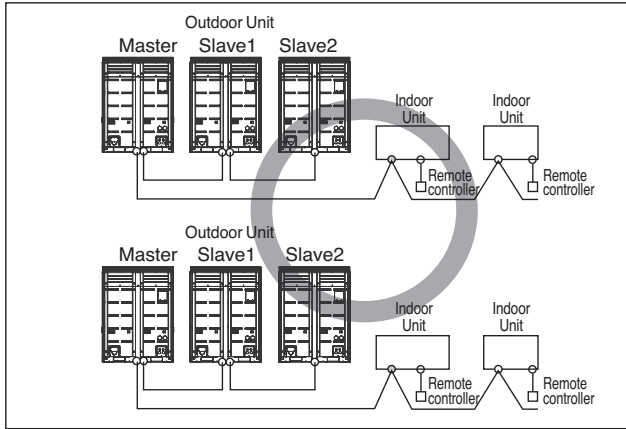 Outdoor Unit
Master Slave1 Slave2
Indoor
Unit
Indoor
Unit
Remote
controller
Remote
controller
Outdoor Unit
Master Slave1 Slave2
Indoor
Unit
Indoor
Unit
Remote
controller
Remote
controller